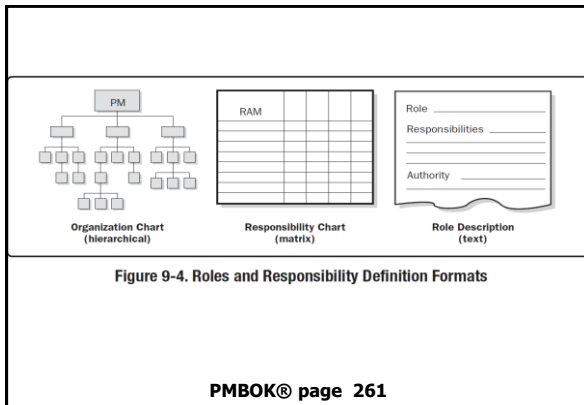 PM
Organization Chart
(hierarchical)
RAM
Responsibility Chart
(matrix)
Role
Responsibilities
Authority
Role Description
(text)
Figure 9-4. Roles and Responsibility Definition Formats
PMBOK® page 261